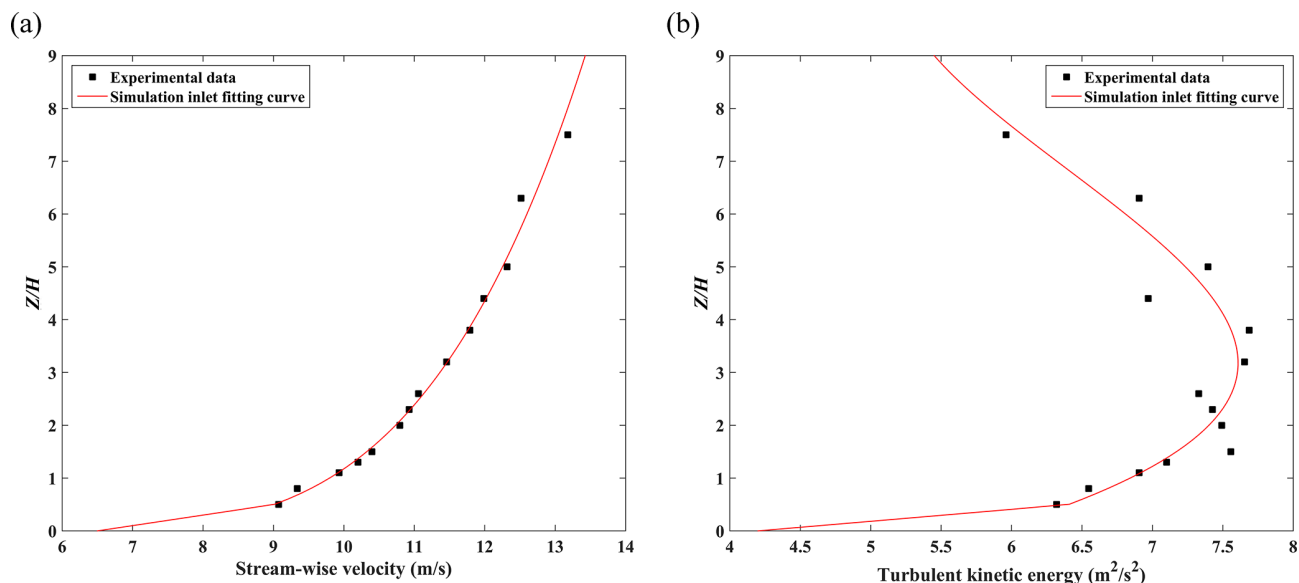 (a)
9
8
7
6
5
4
3
2
1
0
Z/H
Experimental data
Simulation inlet fitting curve
6 7 8 9 10 11 12 13 14
Stream-wise velocity (m/s)
(b)
9
8
7
6
5
4
3
2
1
0
Z/H
Experimental data
Simulation inlet fitting curve
4 4.5 5 5.5 6 6.5 7 7.5 8
Turbulent kinetic energy (m²/s²)